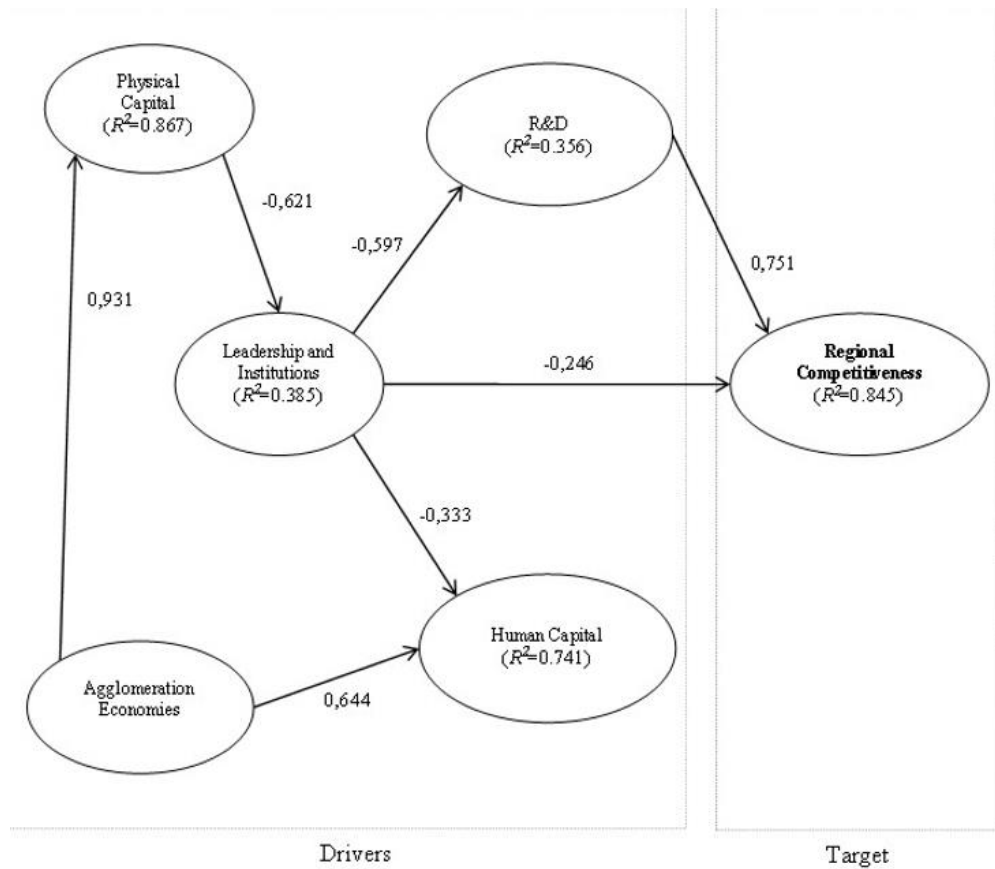 Physical
Capital
(R²=0.867)
R&D
(R²=0.356)
-0,621
-0,597
0,751
0,931
Leadership and
Institutions
(R²=0.385)
-0,246
Regional
Competitiveness
(R²=0.845)
-0,333
Human Capital
(R²=0.741)
Agglomeration
Economies
0,644
Drivers
Target